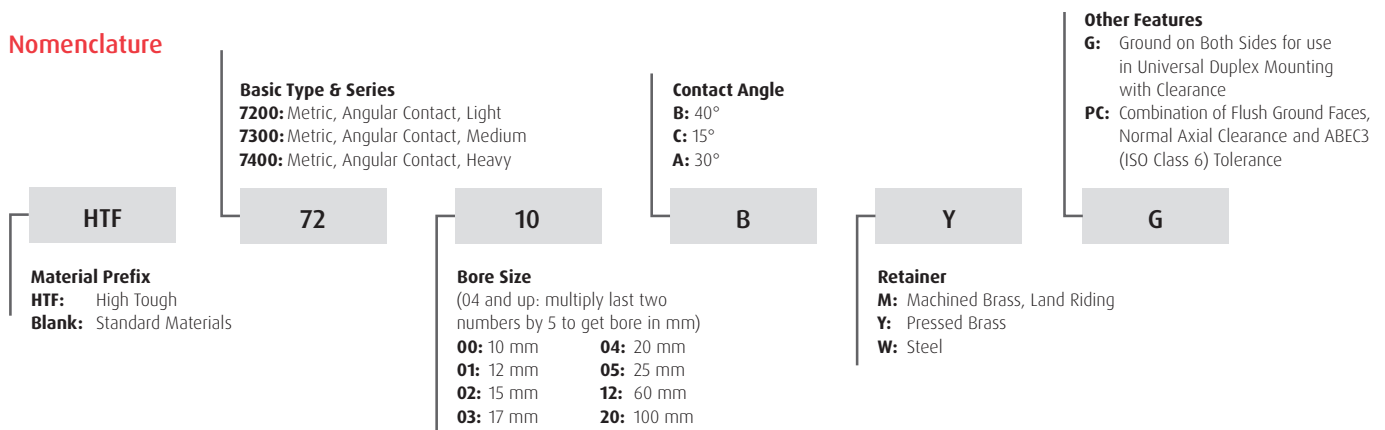 Nomenclature
Basic Type & Series
7200: Metric, Angular Contact, Light
7300: Metric, Angular Contact, Medium
7400: Metric, Angular Contact, Heavy
Contact Angle
B: 40°
C: 15°
A: 30°
Other Features
G: Ground on Both Sides for use
in Universal Duplex Mounting
with Clearance
PC: Combination of Flush Ground Faces,
Normal Axial Clearance and ABEC3
(ISO Class 6) Tolerance
HTF 72 10 B Y G
Material Prefix
HTF: High Tough
Blank: Standard Materials
Bore Size
(04 and up: multiply last two
numbers by 5 to get bore in mm)
00: 10 mm 04: 20 mm
01: 12 mm 05: 25 mm
02: 15 mm 12: 60 mm
03: 17 mm 20: 100 mm
Retainer
M: Machined Brass, Land Riding
Y: Pressed Brass
W: Steel